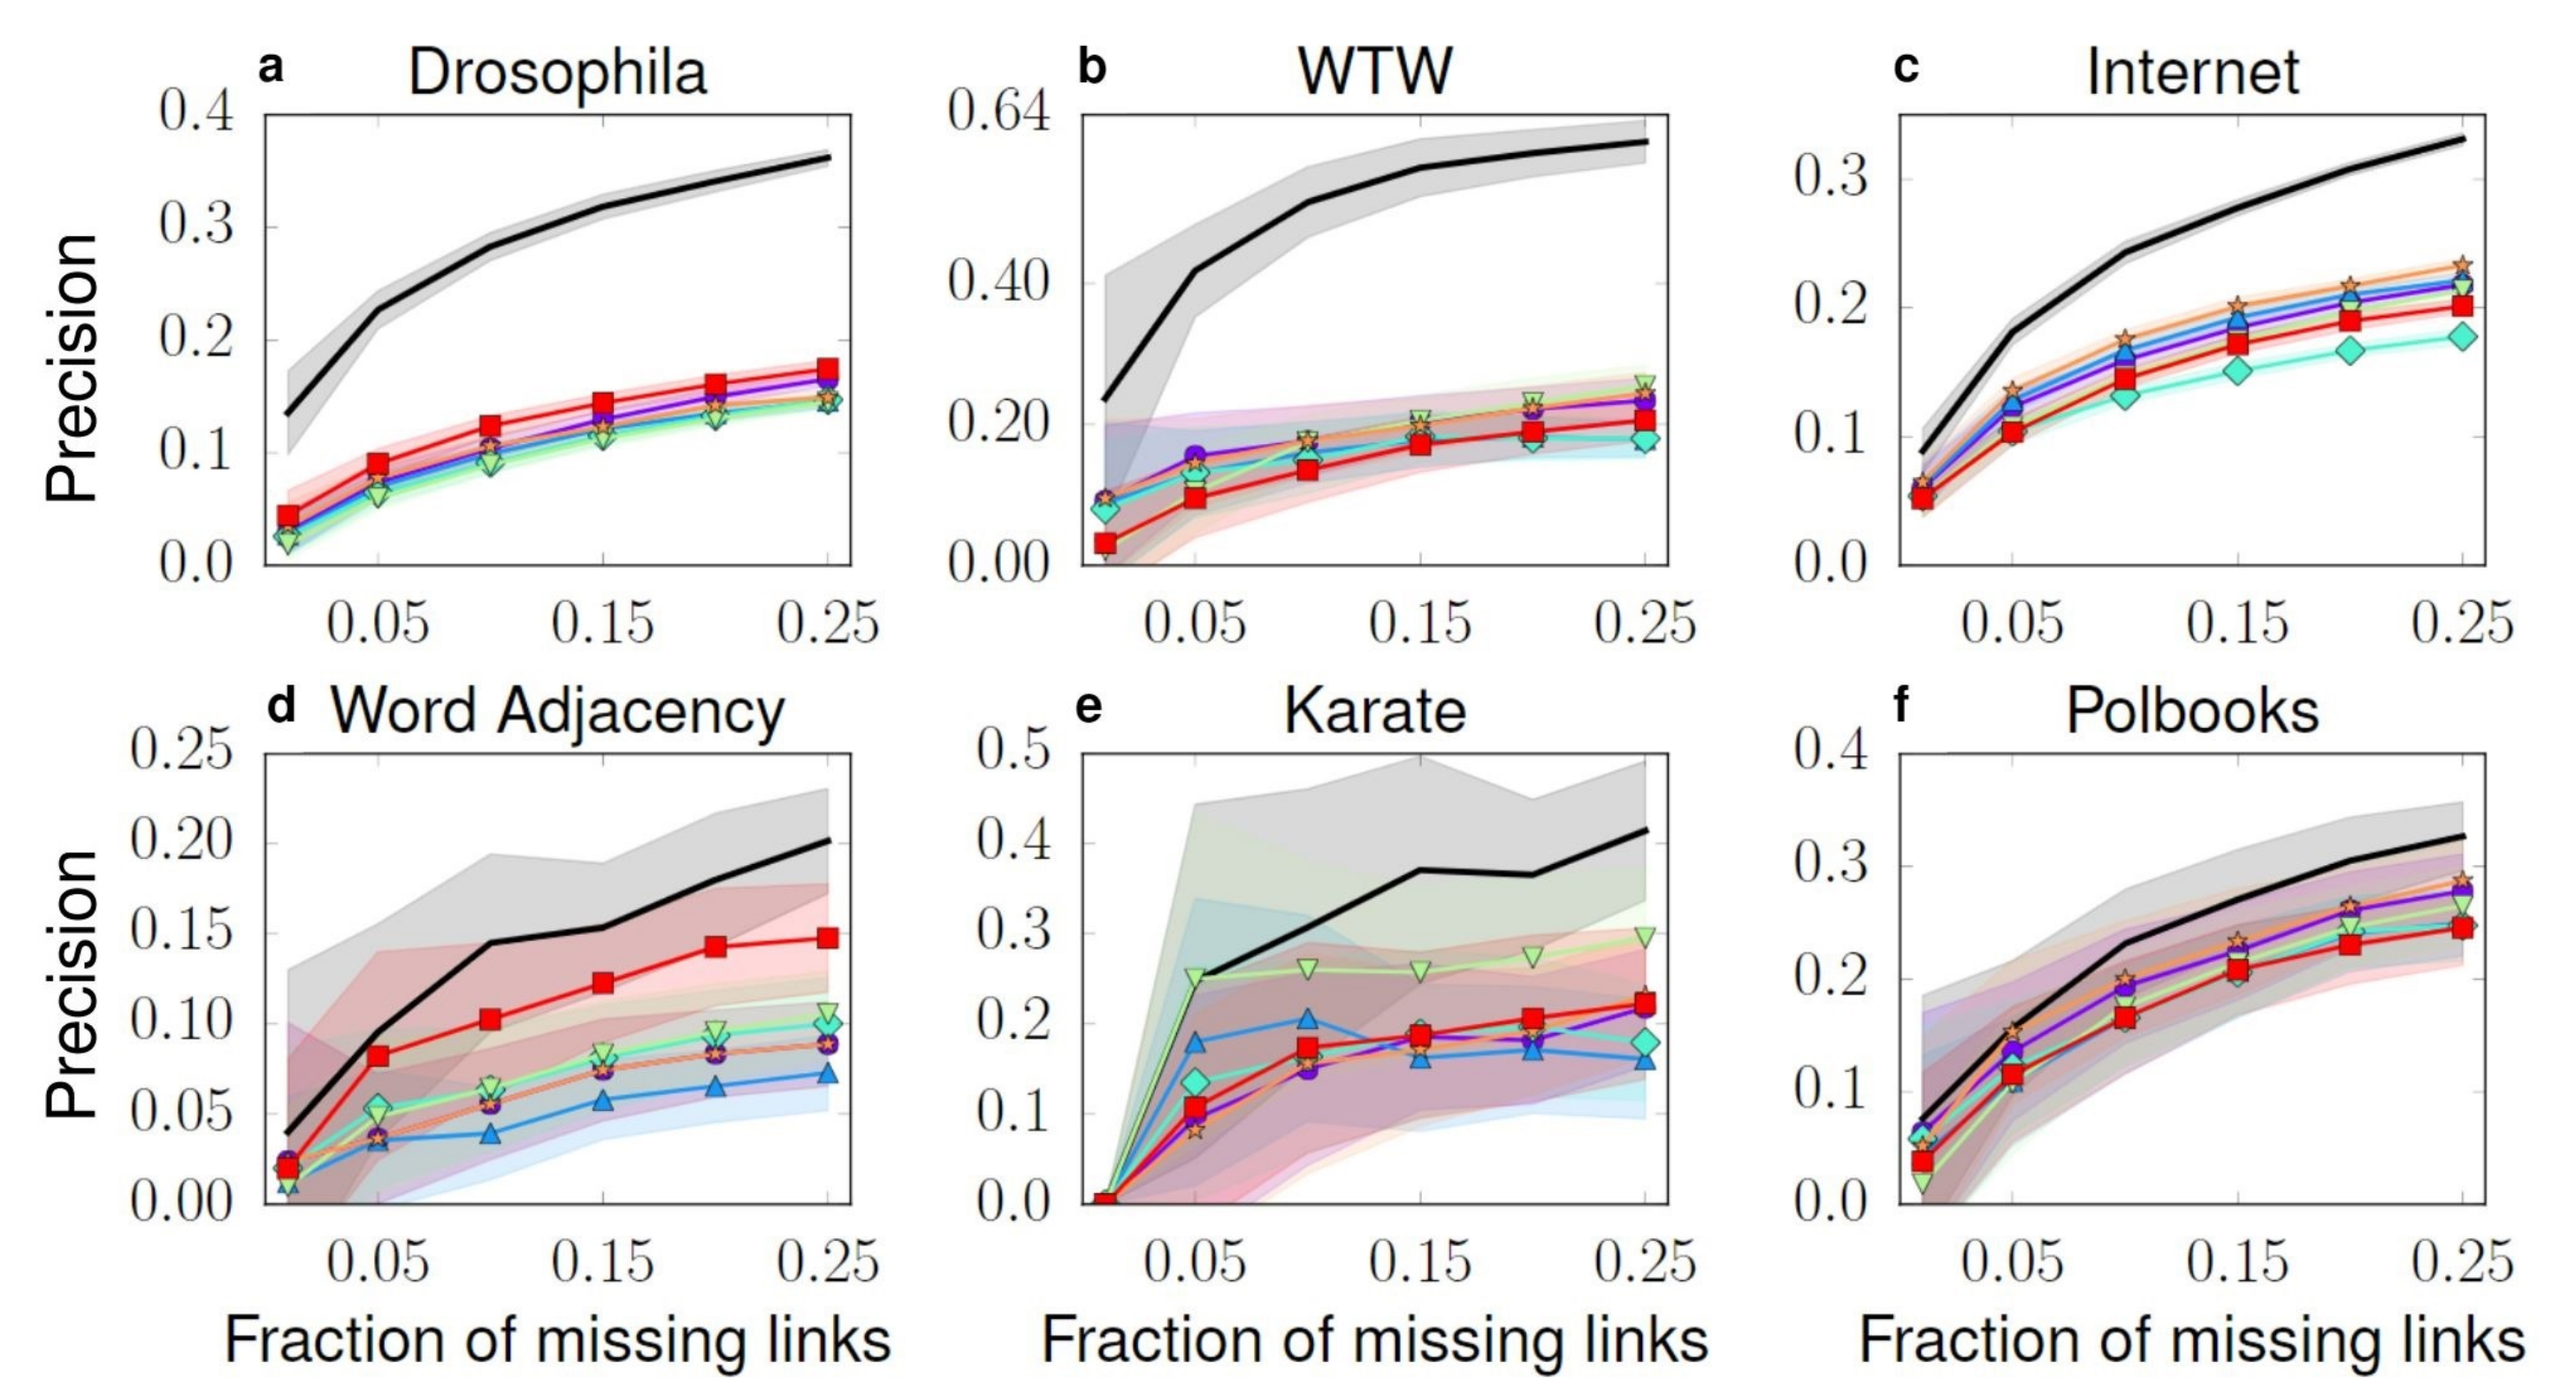 a Drosophila
b WTW
c Internet
Precision
0.4
0.3
0.2
0.1
0.0
0.05 0.15 0.25
0.64
0.40
0.20
0.00
0.05 0.15 0.25
0.3
0.2
0.1
0.0
0.05 0.15 0.25
d Word Adjacency
e Karate
f Polbooks
Precision
0.25
0.20
0.15
0.10
0.05
0.00
0.05 0.15 0.25
Fraction of missing links
0.5
0.4
0.3
0.2
0.1
0.0
0.05 0.15 0.25
Fraction of missing links
0.4
0.3
0.2
0.1
0.0
0.05 0.15 0.25
Fraction of missing links